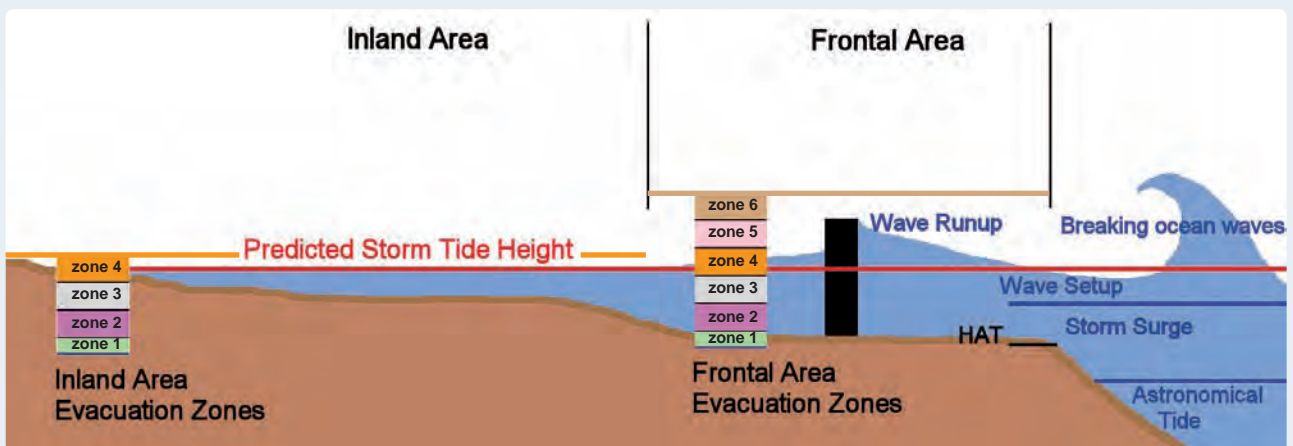 Inland Area
Frontal Area
zone 6
zone 5
zone 4
zone 3
zone 2
zone 1
Wave Runup
Breaking ocean waves
Predicted Storm Tide Height
zone 4
zone 3
zone 2
zone 1
Wave Setup
Storm Surge
HAT
Astronomical
Tide
Inland Area
Evacuation Zones
Frontal Area
Evacuation Zones